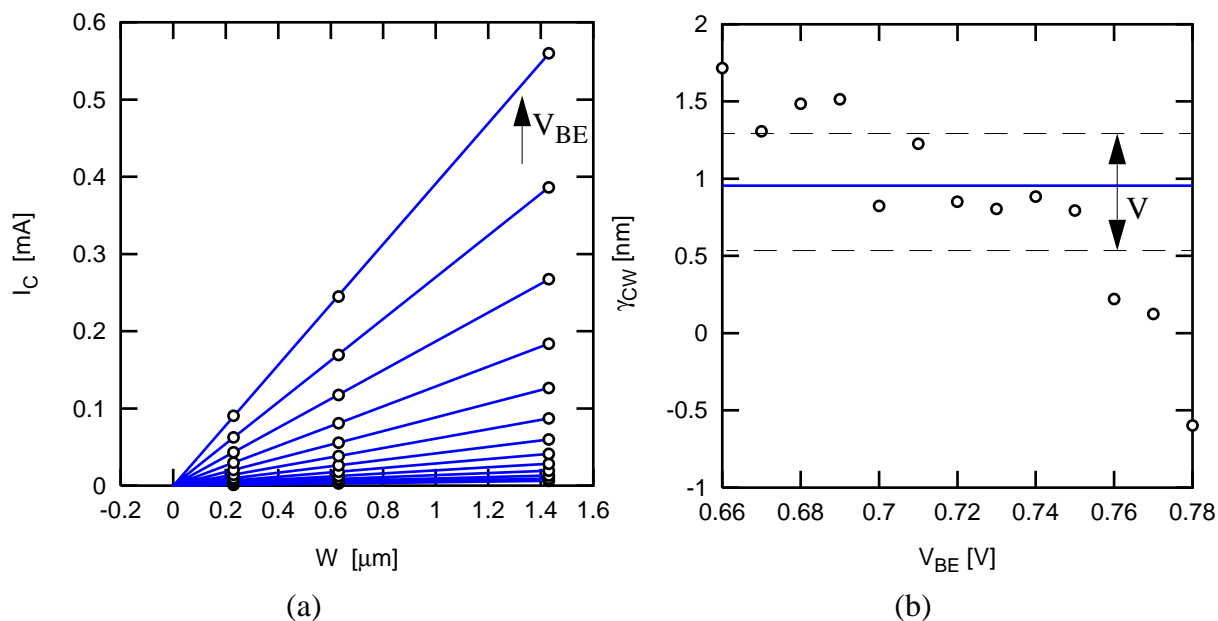 0.6
0.5
0.4
0.3
0.2
0.1
0
I_C [mA]
V_BE
-0.2 0 0.2 0.4 0.6 0.8 1 1.2 1.4 1.6
W [μm]
(a)
2
1.5
1
0.5
0
-0.5
-1
γ_CW [nm]
V
0.66 0.68 0.7 0.72 0.74 0.76 0.78
V_BE [V]
(b)